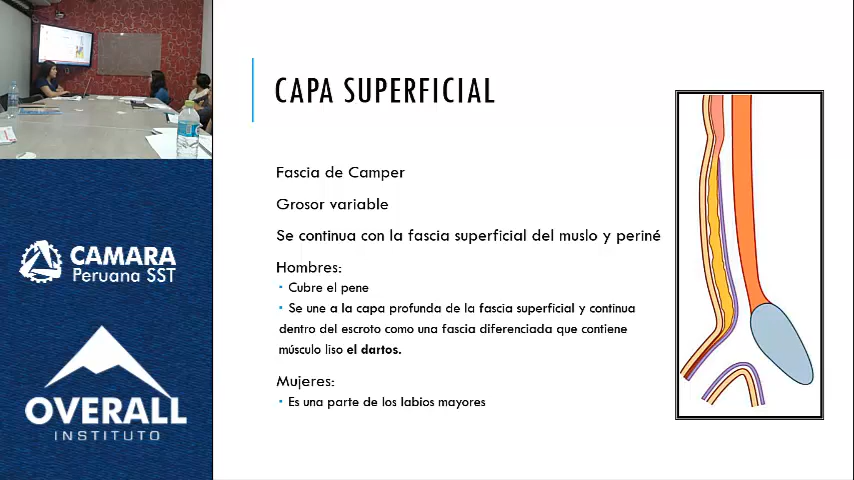 CAPA SUPERFICIAL
Fascia de Camper
Grosor variable
Se continua con la fascia superficial del muslo y periné
Hombres:
Cubre el pene
Se une a la capa profunda de la fascia superficial y continua
dentro del escroto como una fascia diferenciada que contiene
músculo liso el dartos.
Mujeres:
Es una parte de los labios mayores
CAMARA
Peruana SST
OVERALL
INSTITUTO